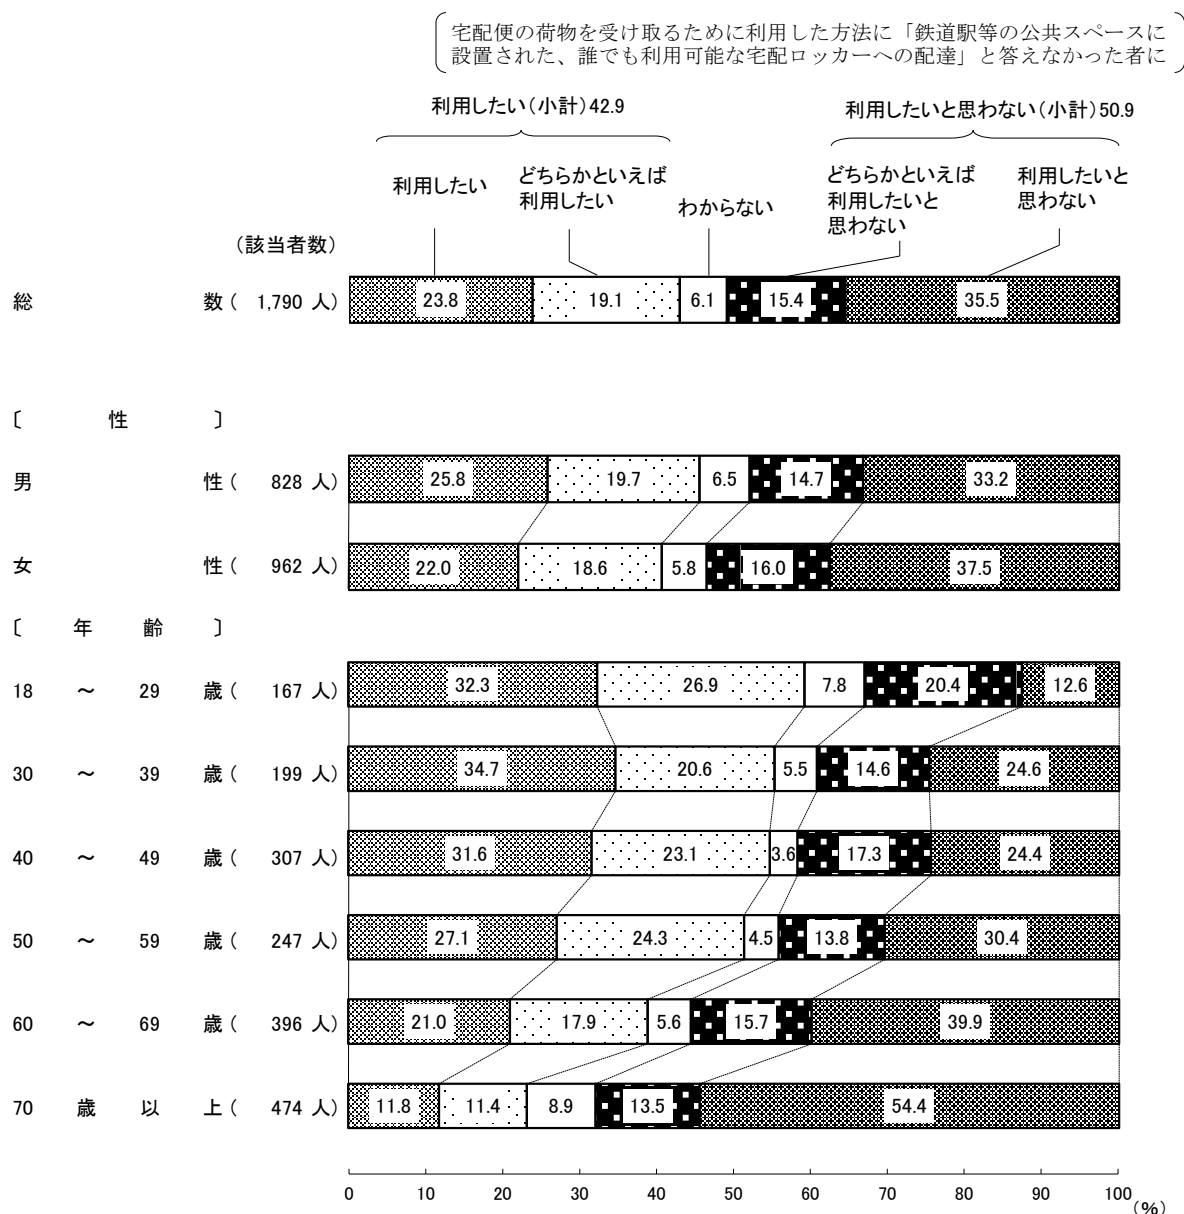 宅配便の荷物を受け取るために利用した方法に「鉄道駅等の公共スペースに
設置された、誰でも利用可能な宅配ロッカーへの配達」と答えなかった者に
利用したい(小計)42.9
利用したいと思わない(小計)50.9
利用したい
どちらかといえば
利用したい
わからない
どちらかといえば
利用したいと
思わない
利用したいと
思わない
(該当者数)
総数( 1,790 人) 23.8 19.1 6.1 15.4 35.5
〔 性 〕
男性( 828 人) 25.8 19.7 6.5 14.7 33.2
女性( 962 人) 22.0 18.6 5.8 16.0 37.5
〔 年 齢 〕
18 ～ 29 歳( 167 人) 32.3 26.9 7.8 20.4 12.6
30 ～ 39 歳( 199 人) 34.7 20.6 5.5 14.6 24.6
40 ～ 49 歳( 307 人) 31.6 23.1 3.6 17.3 24.4
50 ～ 59 歳( 247 人) 27.1 24.3 4.5 13.8 30.4
60 ～ 69 歳( 396 人) 21.0 17.9 5.6 15.7 39.9
70 歳以上( 474 人) 11.8 11.4 8.9 13.5 54.4
0 10 20 30 40 50 60 70 80 90 100
(%)